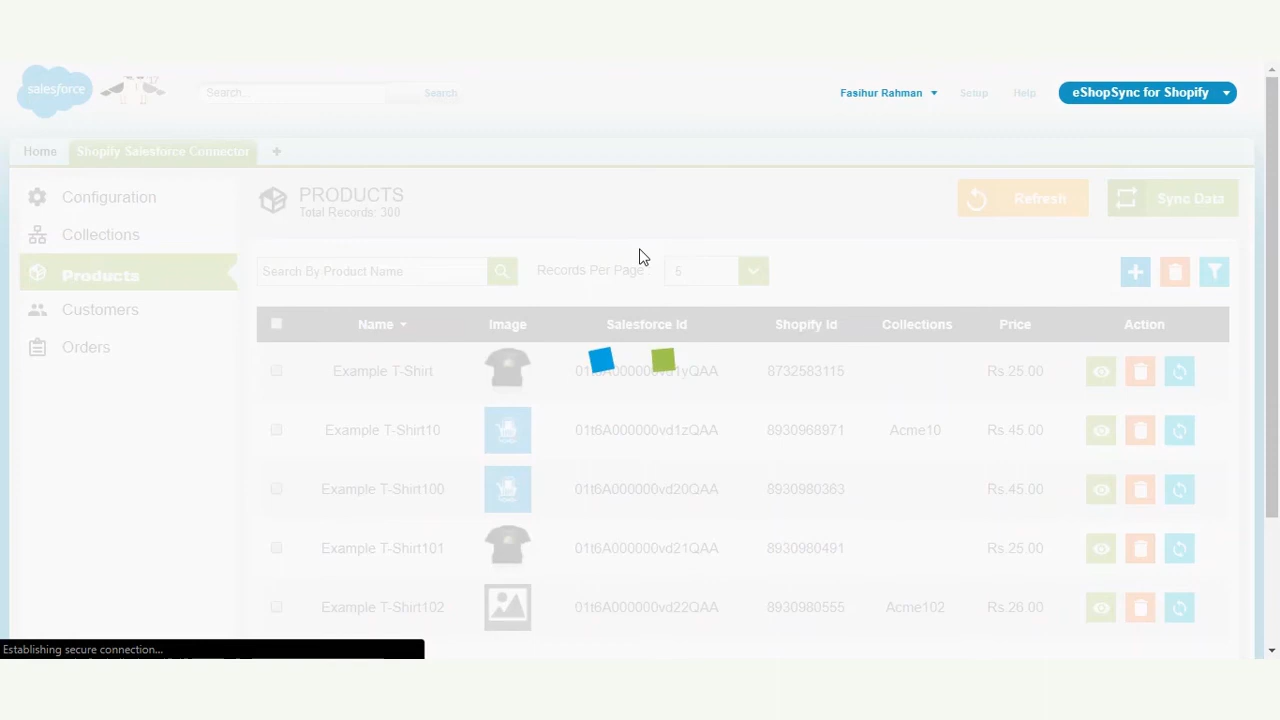 salesforce
17
Search...
Search
Fasihur Rahman
Setup
Help
eShopSync for Shopify
Home
Shopify Salesforce Connector
Configuration
Collections
Products
Customers
Orders
PRODUCTS
Total Records: 300
Refresh
Sync Data
Search By Product Name
Records Per Page :
5
Name Image Salesforce Id Shopify Id Collections Price Action
Example T-Shirt 01t6A000000vd1yQAA 8732583115 Rs.25.00
Example T-Shirt10 01t6A000000vd1zQAA 8930968971 Acme10 Rs.45.00
Example T-Shirt100 01t6A000000vd20QAA 8930980363 Rs.45.00
Example T-Shirt101 01t6A000000vd21QAA 8930980491 Rs.25.00
Example T-Shirt102 01t6A000000vd22QAA 8930980555 Acme102 Rs.26.00
Establishing secure connection...